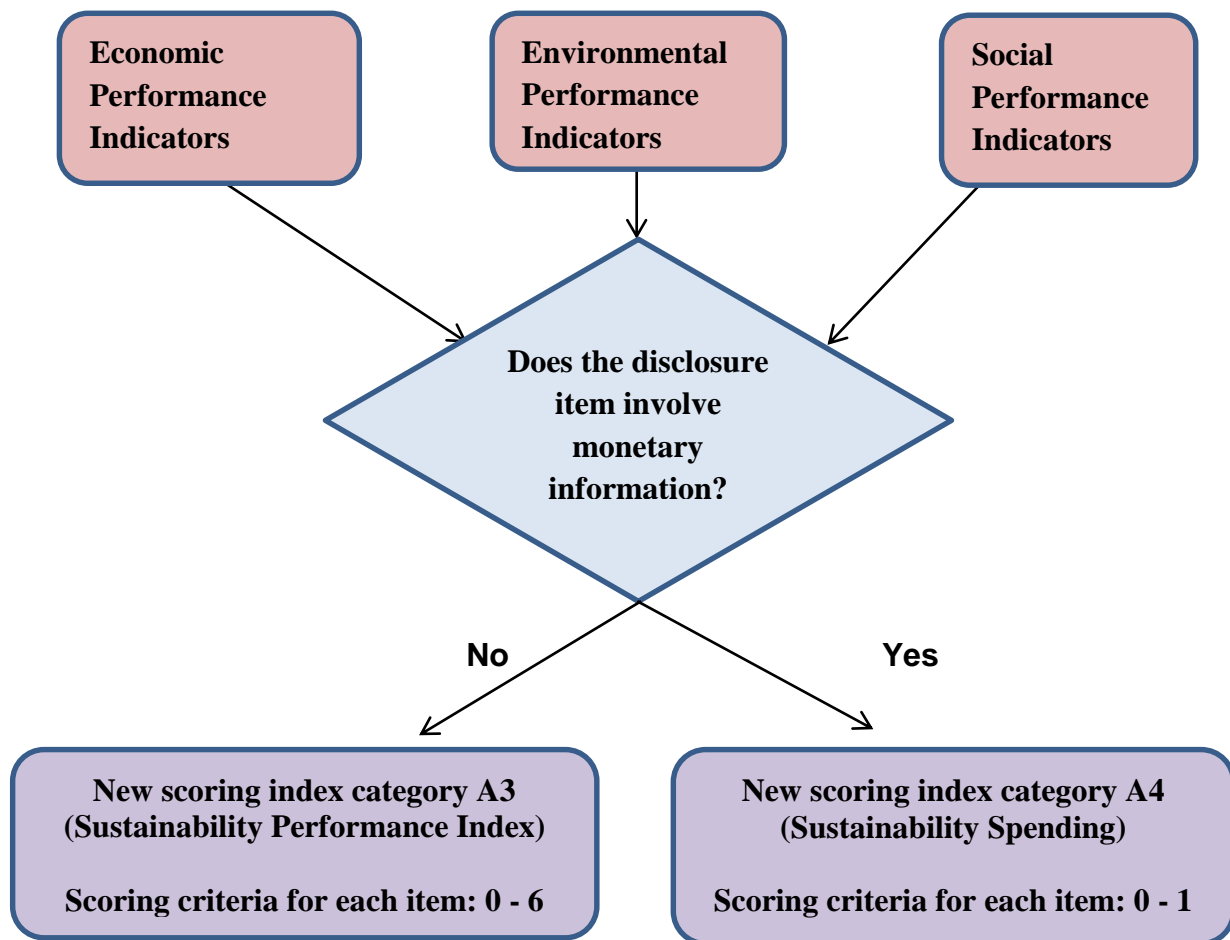 Economic
Performance
Indicators
Environmental
Performance
Indicators
Social
Performance
Indicators
Does the disclosure
item involve
monetary
information?
No
Yes
New scoring index category A3
(Sustainability Performance Index)
Scoring criteria for each item: 0 - 6
New scoring index category A4
(Sustainability Spending)
Scoring criteria for each item: 0 - 1